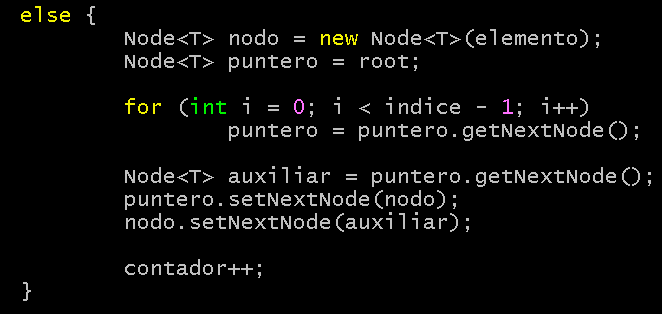 else {
Node<T> nodo = new Node<T>(elemento);
Node<T> puntero = root;
for (int i = 0; i < indice - 1; i++)
puntero = puntero.getNextNode();
Node<T> auxiliar = puntero.getNextNode();
puntero.setNextNode(nodo);
nodo.setNextNode(auxiliar);
contador++;
}